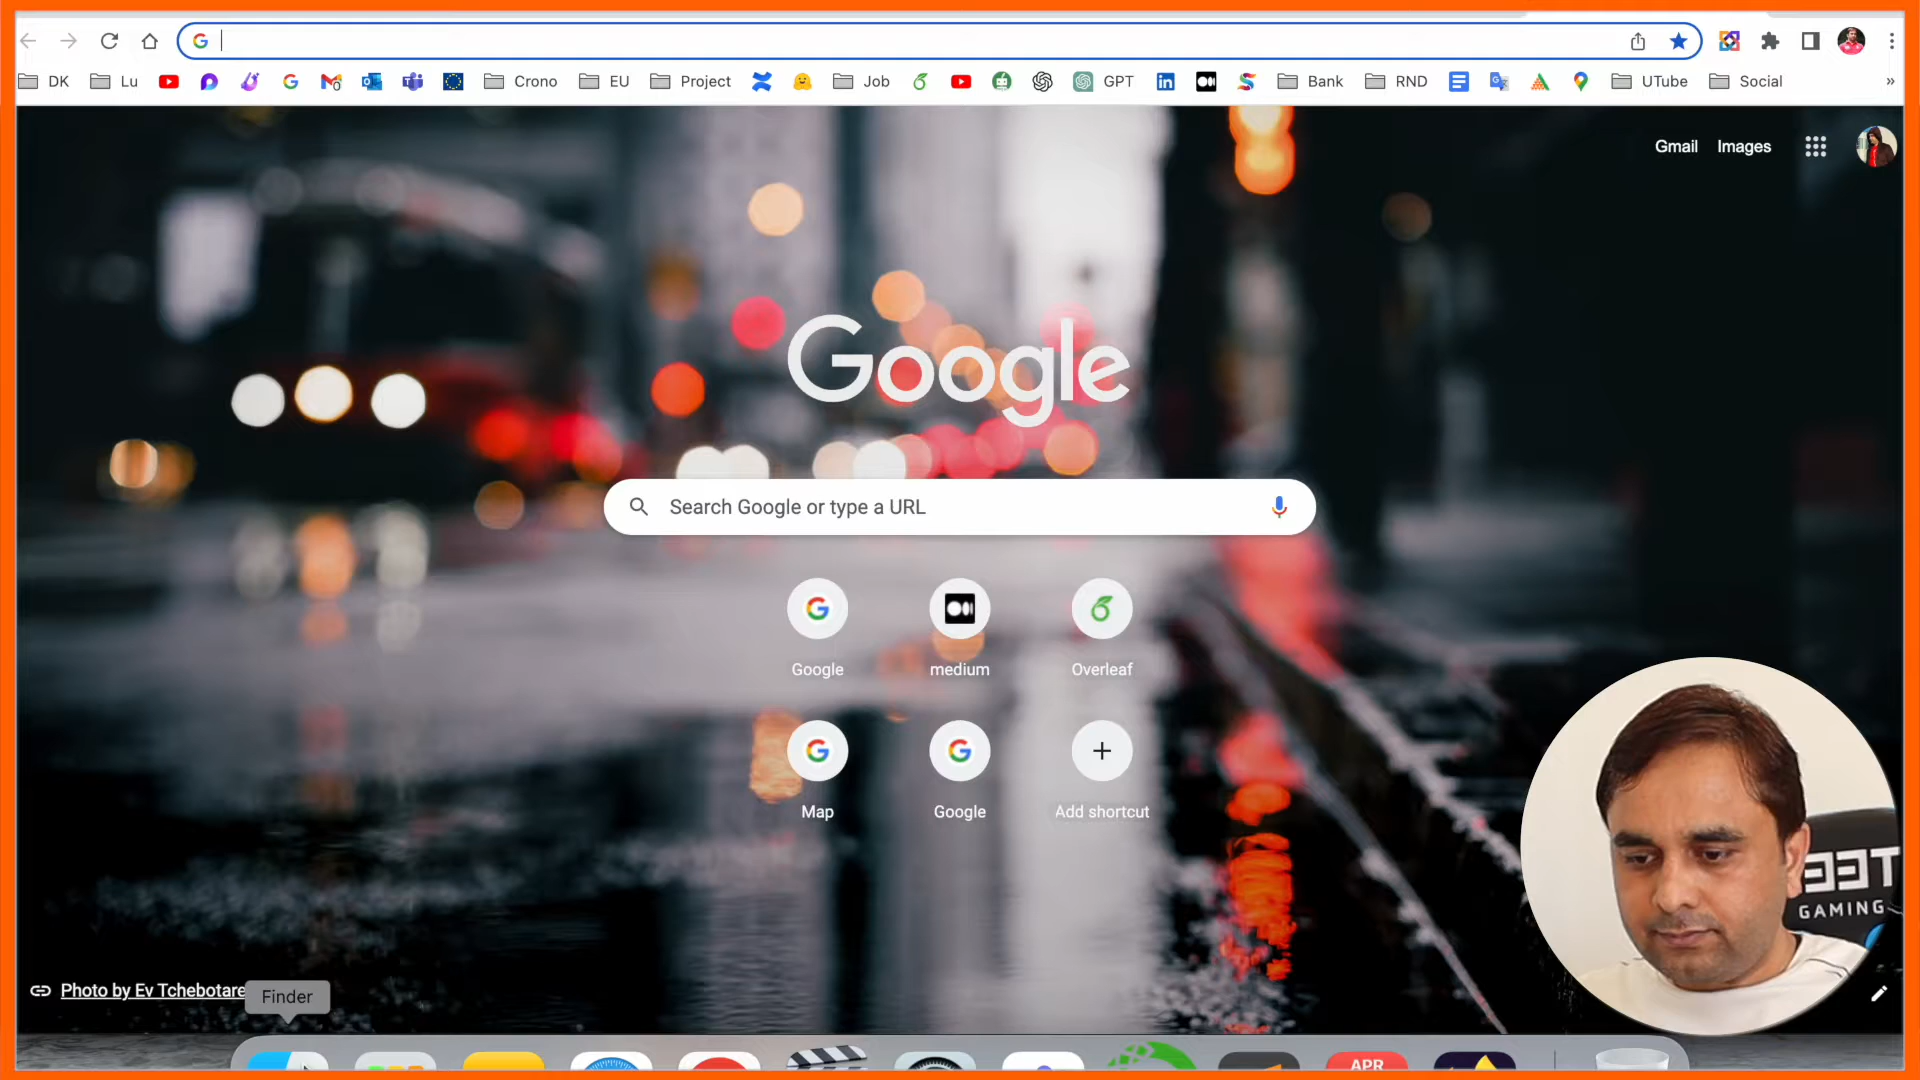 DK Lu Crono EU Project Job GPT Bank RND UTube Social »
Gmail Images
Google
Search Google or type a URL
Google medium Overleaf
Map Google Add shortcut
GAMING
Photo by Ev Tchebotare
Finder
APR